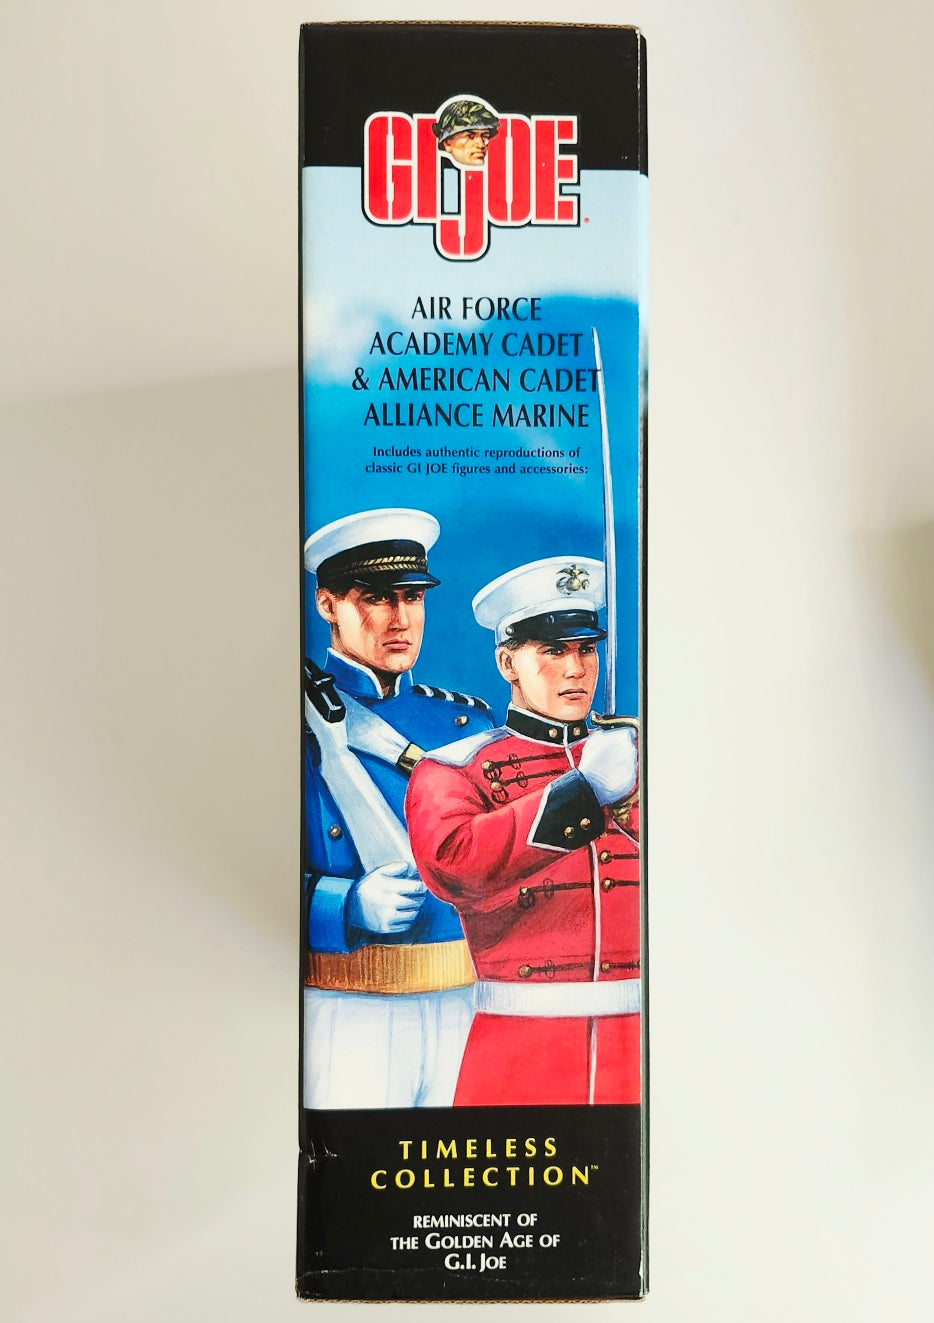 GI JOE.
AIR FORCE
ACADEMY CADET
& AMERICAN CADET
ALLIANCE MARINE
Includes authentic reproductions of
classic GI JOE figures and accessories:
TIMELESS
COLLECTION™
REMINISCENT OF
THE GOLDEN AGE OF
G.I. JOE